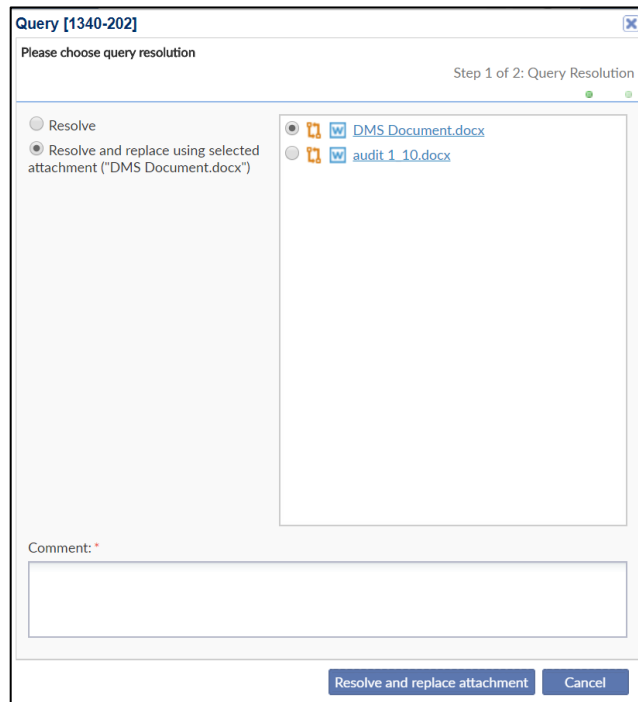 Query [1340-202]
Please choose query resolution
Step 1 of 2: Query Resolution
Resolve
Resolve and replace using selected
attachment ("DMS Document.docx")
DMS Document.docx
audit 1_10.docx
Comment: *
Resolve and replace attachment
Cancel